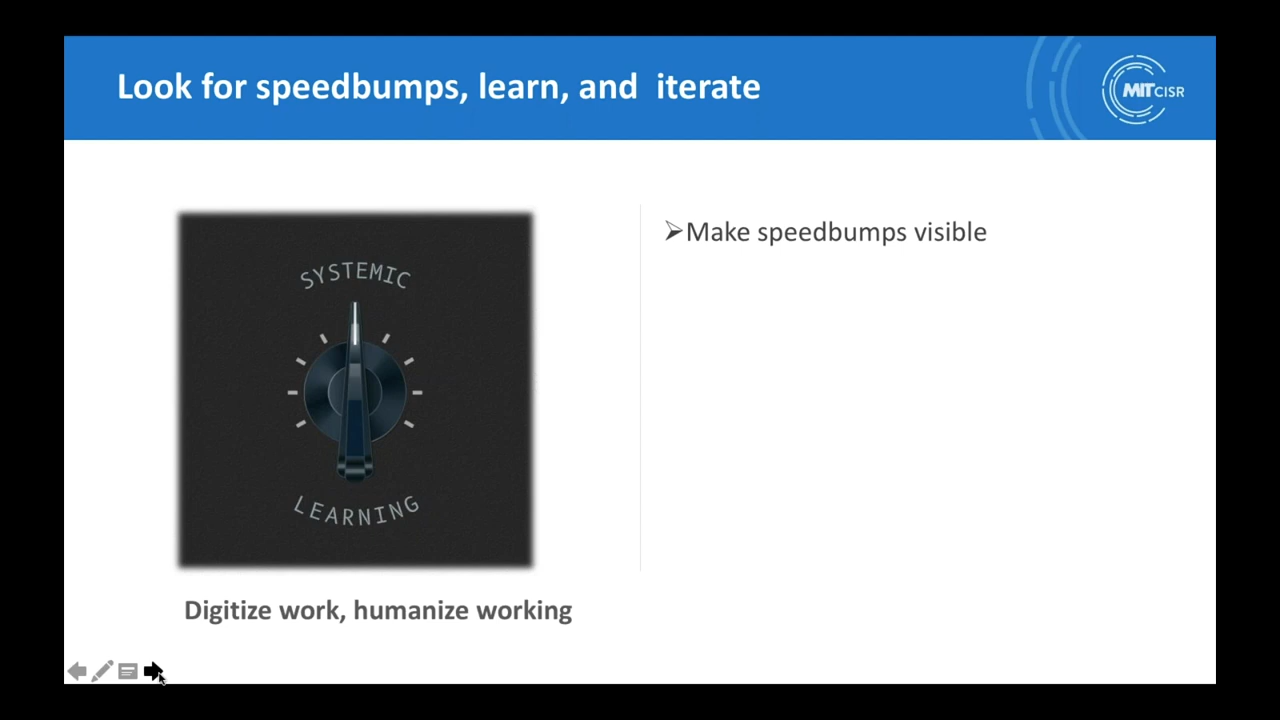 Look for speedbumps, learn, and  iterate
MIT CISR
SYSTEMIC
LEARNING
➢Make speedbumps visible
Digitize work, humanize working